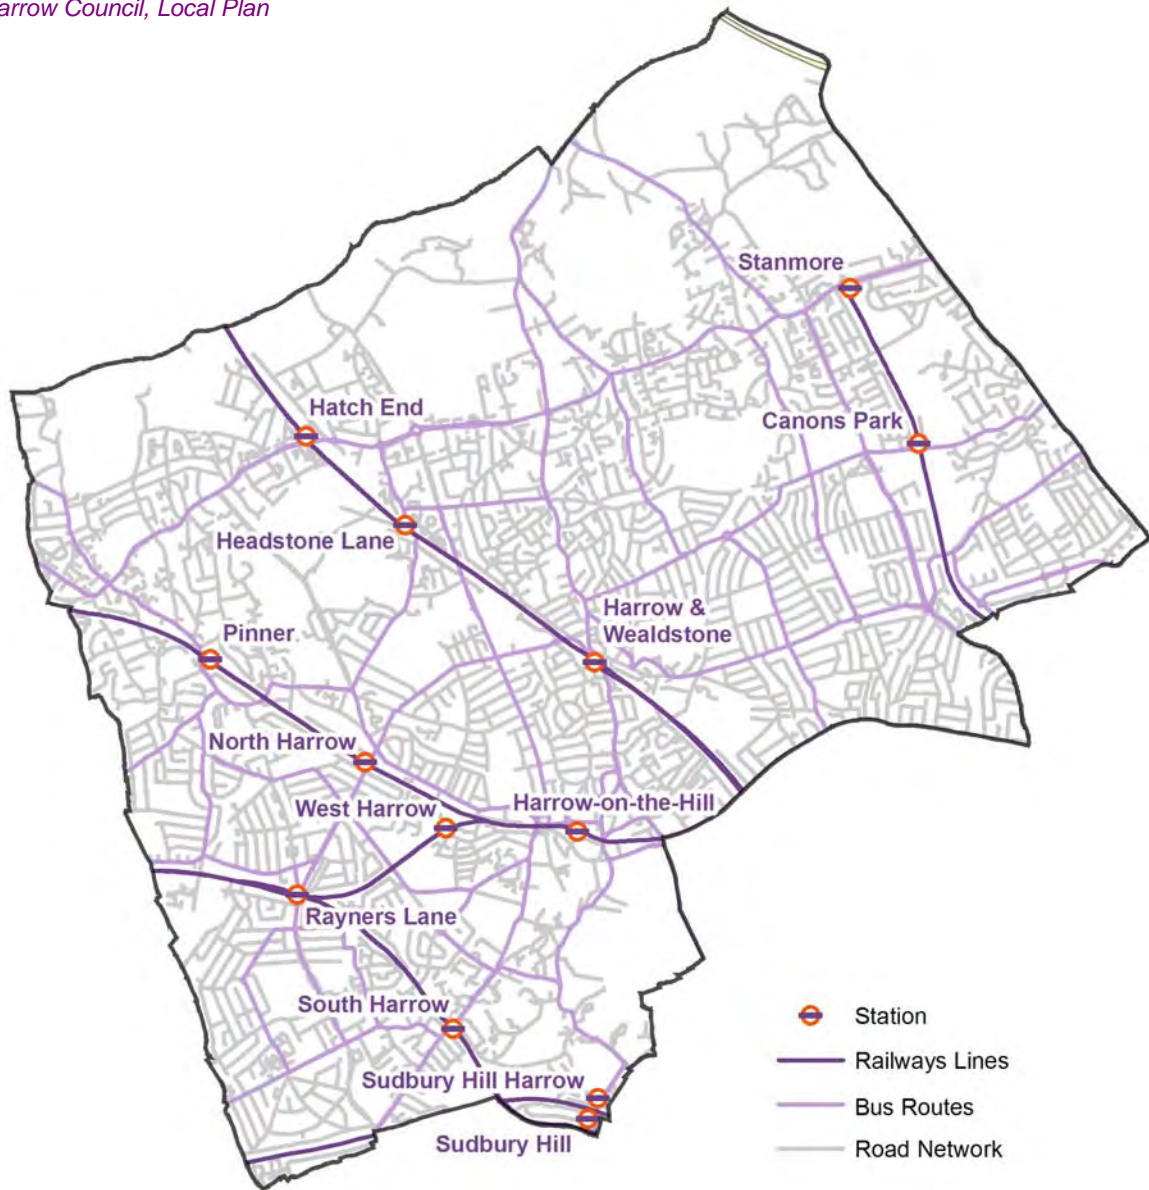 arrow Council, Local Plan
Stanmore
Hatch End
Canons Park
Headstone Lane
Harrow &
Wealdstone
Pinner
North Harrow
West Harrow
Harrow-on-the-Hill
Rayners Lane
South Harrow
Sudbury Hill Harrow
Sudbury Hill
Station
Railways Lines
Bus Routes
Road Network